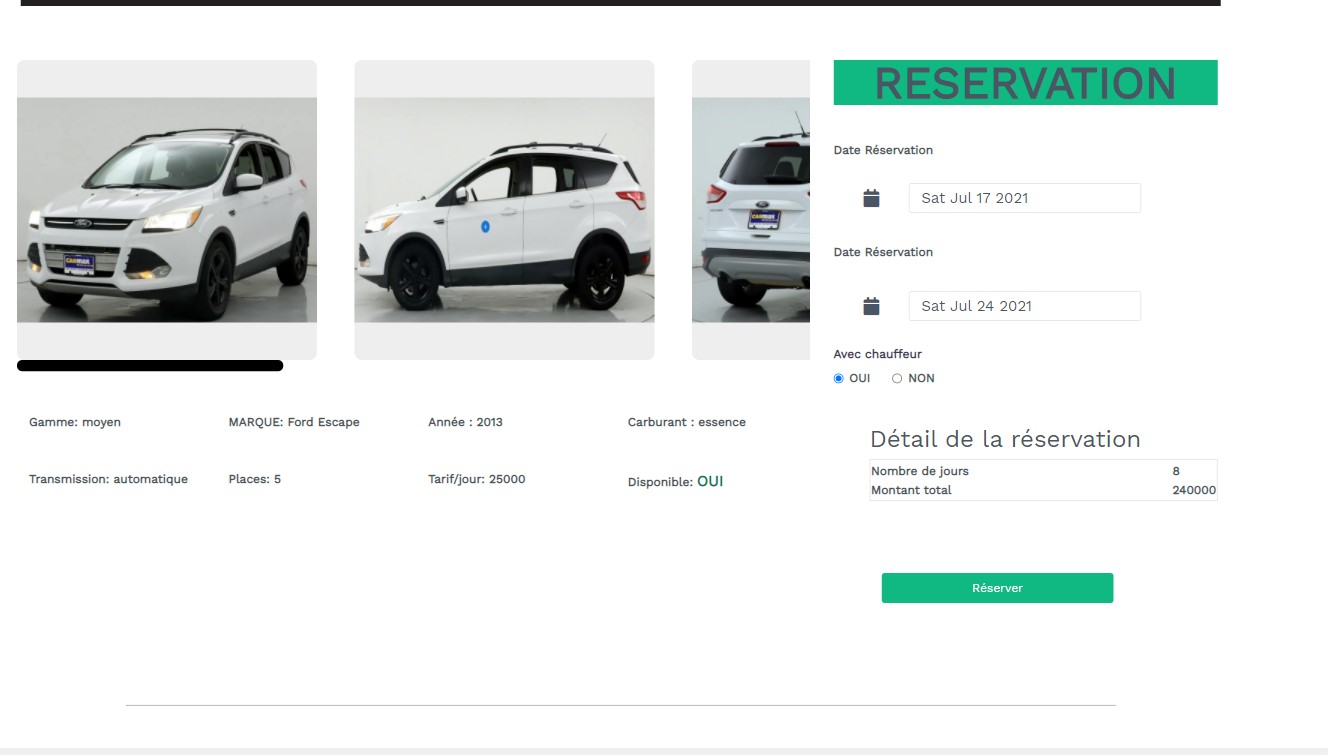 RESERVATION
Date Réservation
Sat Jul 17 2021
Date Réservation
Sat Jul 24 2021
Avec chauffeur
OUI NON
Gamme: moyen MARQUE: Ford Escape Année : 2013 Carburant : essence
Transmission: automatique Places: 5 Tarif/jour: 25000 Disponible: OUI
Détail de la réservation
Nombre de jours 8
Montant total 240000
Réserver